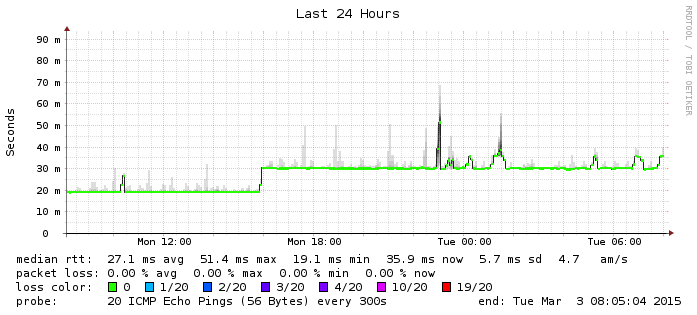 Last 24 Hours
RRDTOOL / TOBI OETIKER
Seconds
90 m
80 m
70 m
60 m
50 m
40 m
30 m
20 m
10 m
0
Mon 12:00 Mon 18:00 Tue 00:00 Tue 06:00
median rtt: 27.1 ms avg 51.4 ms max 19.1 ms min 35.9 ms now 5.7 ms sd 4.7 am/s
packet loss: 0.00 % avg 0.00 % max 0.00 % min 0.00 % now
loss color: 0 1/20 2/20 3/20 4/20 10/20 19/20
probe: 20 ICMP Echo Pings (56 Bytes) every 300s end: Tue Mar 3 08:05:04 2015